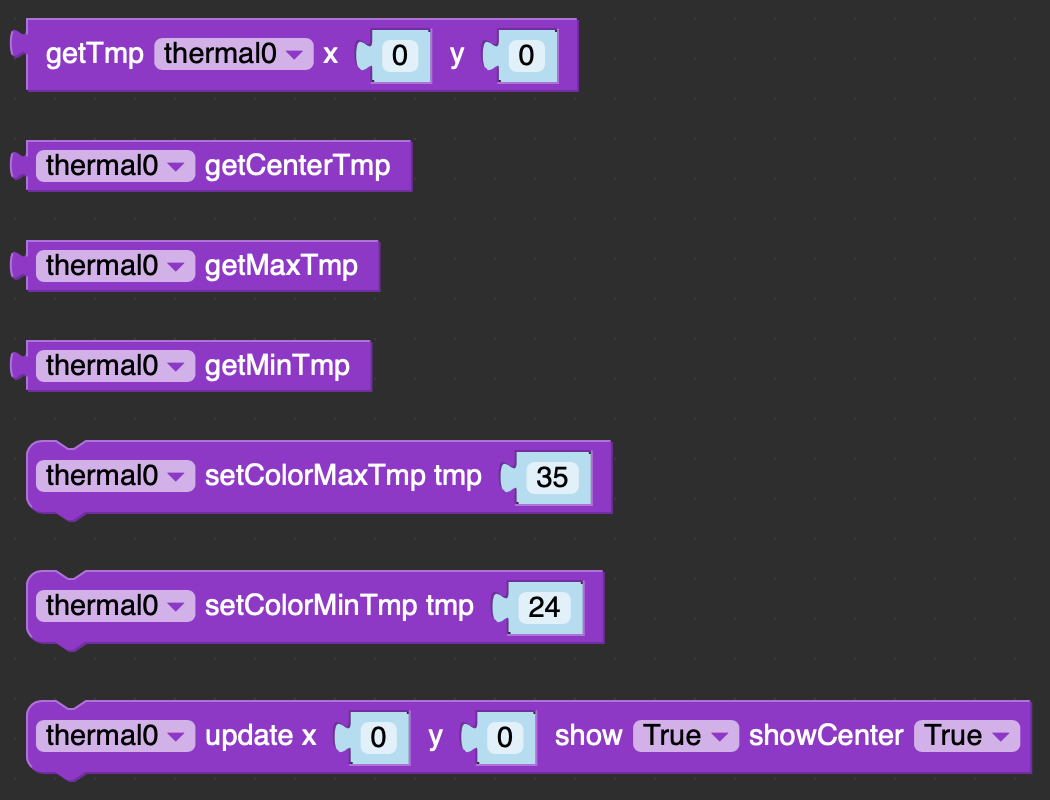 getTmp thermal0 x 0 y 0
thermal0 getCenterTmp
thermal0 getMaxTmp
thermal0 getMinTmp
thermal0 setColorMaxTmp tmp 35
thermal0 setColorMinTmp tmp 24
thermal0 update x 0 y 0 show True showCenter True